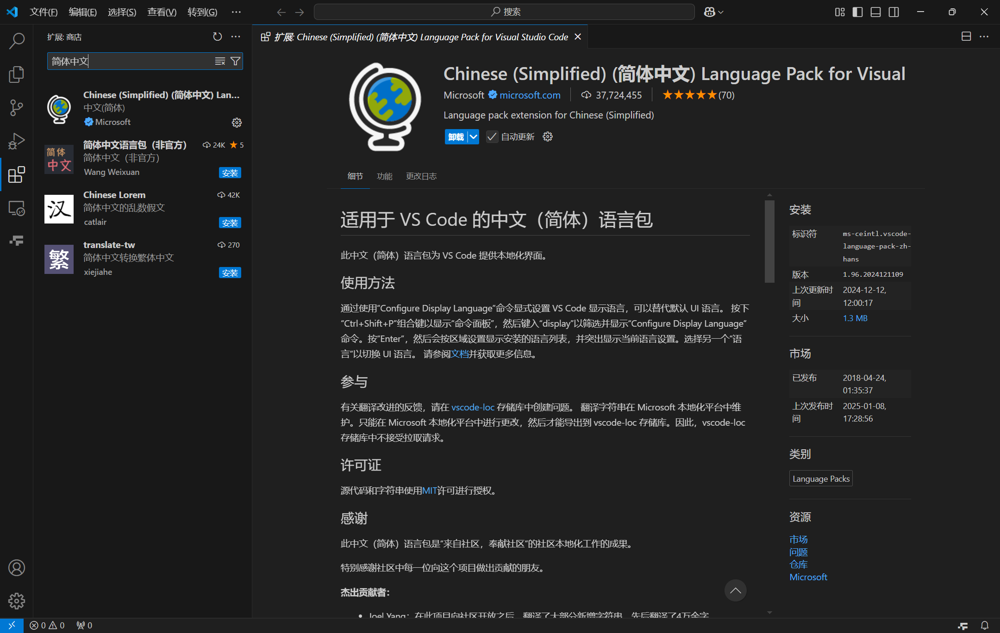 文件(F) 编辑(E) 选择(S) 查看(V) 转到(G) ··· 搜索
扩展: 商店
简体中文
Chinese (Simplified) (简体中文) Lan...
中文(简体)
Microsoft
简体中文语言包（非官方） 24K ★ 5
简体中文（非官方）
Wang Weixuan 安装
简体
中文
Chinese Lorem 42K
简体中文的乱数假文
catlair 安装
汉
translate-tw 270
简体中文转换繁体中文
xiejiahe 安装
繁
扩展: Chinese (Simplified) (简体中文) Language Pack for Visual Studio Code
Chinese (Simplified) (简体中文) Language Pack for Visual
Microsoft microsoft.com 37,724,455 ★★★★★(70)
Language pack extension for Chinese (Simplified)
卸载 自动更新
细节 功能 更改日志
适用于 VS Code 的中文（简体）语言包
此中文（简体）语言包为 VS Code 提供本地化界面。
使用方法
通过使用“Configure Display Language”命令显式设置 VS Code 显示语言，可以替代默认 UI 语言。 按下
“Ctrl+Shift+P”组合键以显示“命令面板”，然后键入“display”以筛选并显示“Configure Display Language”
命令。按“Enter”，然后会按区域设置显示安装的语言列表，并突出显示当前语言设置。选择另一个“语
言”以切换 UI 语言。 请参阅文档并获取更多信息。
参与
有关翻译改进的反馈，请在 vscode-loc 存储库中创建问题。 翻译字符串在 Microsoft 本地化平台中维
护。只能在 Microsoft 本地化平台中进行更改，然后才能导出到 vscode-loc 存储库。因此，vscode-loc
存储库中不接受拉取请求。
许可证
源代码和字符串使用MIT许可进行授权。
感谢
此中文（简体）语言包是“来自社区，奉献社区”的社区本地化工作的成果。
特别感谢社区中每一位向这个项目做出贡献的朋友。
杰出贡献者：
• Joel Yang：在此项目向社区开放之后，翻译了大部分新增字符串，先后翻译了4万余字
安装
标识符 ms-ceintl.vscode-
language-pack-zh-
hans
版本 1.96.2024121109
上次更新时 2024-12-12,
间 12:00:17
大小 1.3 MB
市场
已发布 2018-04-24,
01:35:37
上次发布时 2025-01-08,
间 17:28:56
类别
Language Packs
资源
市场
问题
仓库
Microsoft
0 0 0